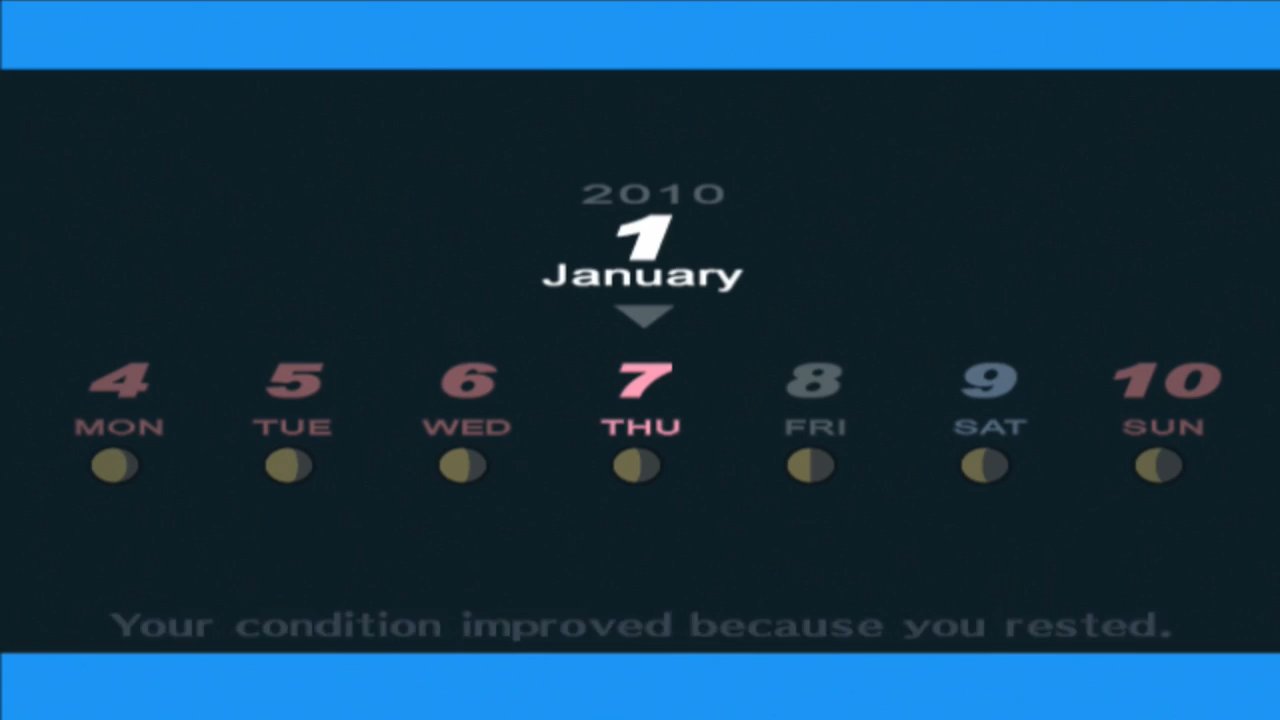 2010
1
January
4 5 6 7 8 9 10
MON TUE WED THU FRI SAT SUN
Your condition improved because you rested.